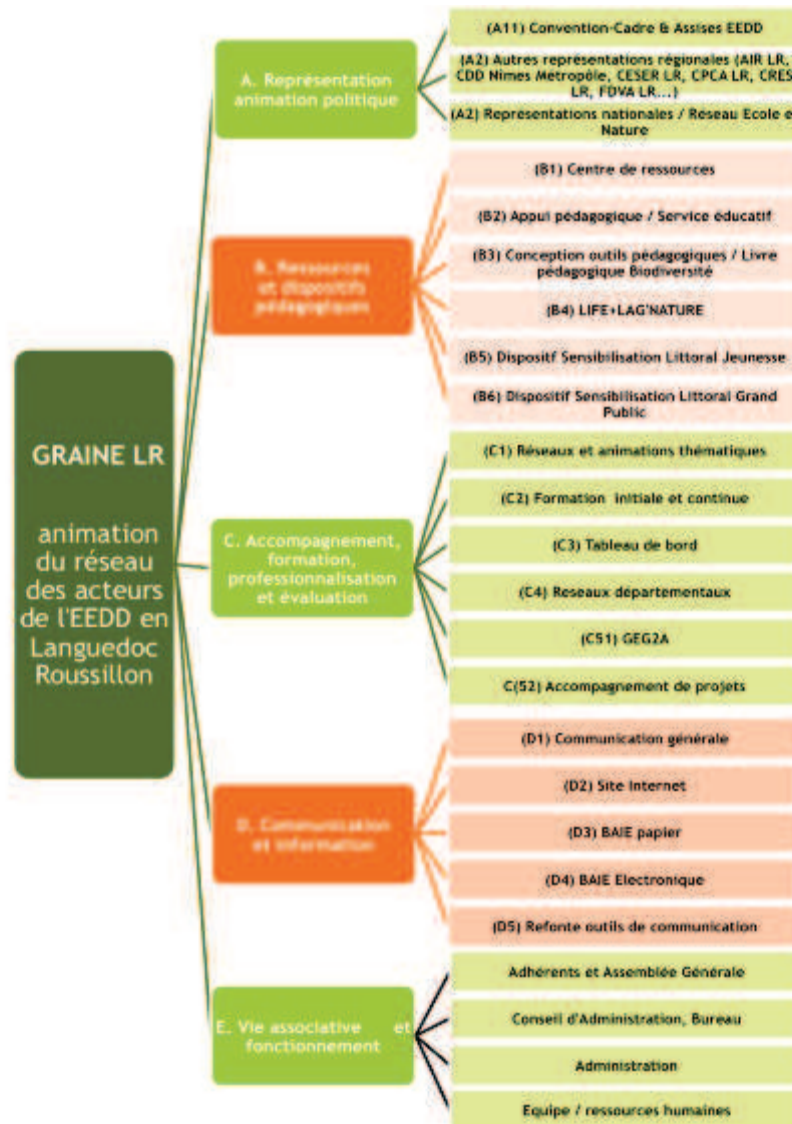 GRAINE LR
animation
du réseau
des acteurs
de l'EEDD en
Languedoc
Roussillon
A. Représentation
animation politique
(A11) Convention-Cadre & Assises EEDD
(A2) Autres représentations régionales (AIR LR,
CDD Nimes Metropôle, CESER LR, CPCA LR, CRES
LR, FDVA LR...)
(A2) Représentations nationales / Réseau Ecole e
Nature
B. Ressources
et dispositifs
pédagogiques
(B1) Centre de ressources
(B2) Appui pédagogique / Service éducatif
(B3) Conception outils pédagogiques / Livre
pédagogique Biodiversité
(B4) LIFE+LAG'NATURE
(B5) Dispositf Sensibilisation Littoral Jeunesse
(B6) Dispositif Sensibilisation Littoral Grand
Public
C. Accompagnement,
formation,
professionnalisation
et évaluation
(C1) Réseaux et animations thématiques
(C2) Formation initiale et continue
(C3) Tableau de bord
(C4) Reseaux départementaux
(C51) GEG2A
C(52) Accompagnement de projets
D. Communication
et information
(D1) Communication générale
(D2) Site Internet
(D3) BAIE papier
(D4) BAIE Electronique
(D5) Refonte outils de communication
E. Vie associative et
fonctionnement
Adhérents et Assemblée Générale
Conseil d'Administration, Bureau
Administration
Equipe / ressources humaines